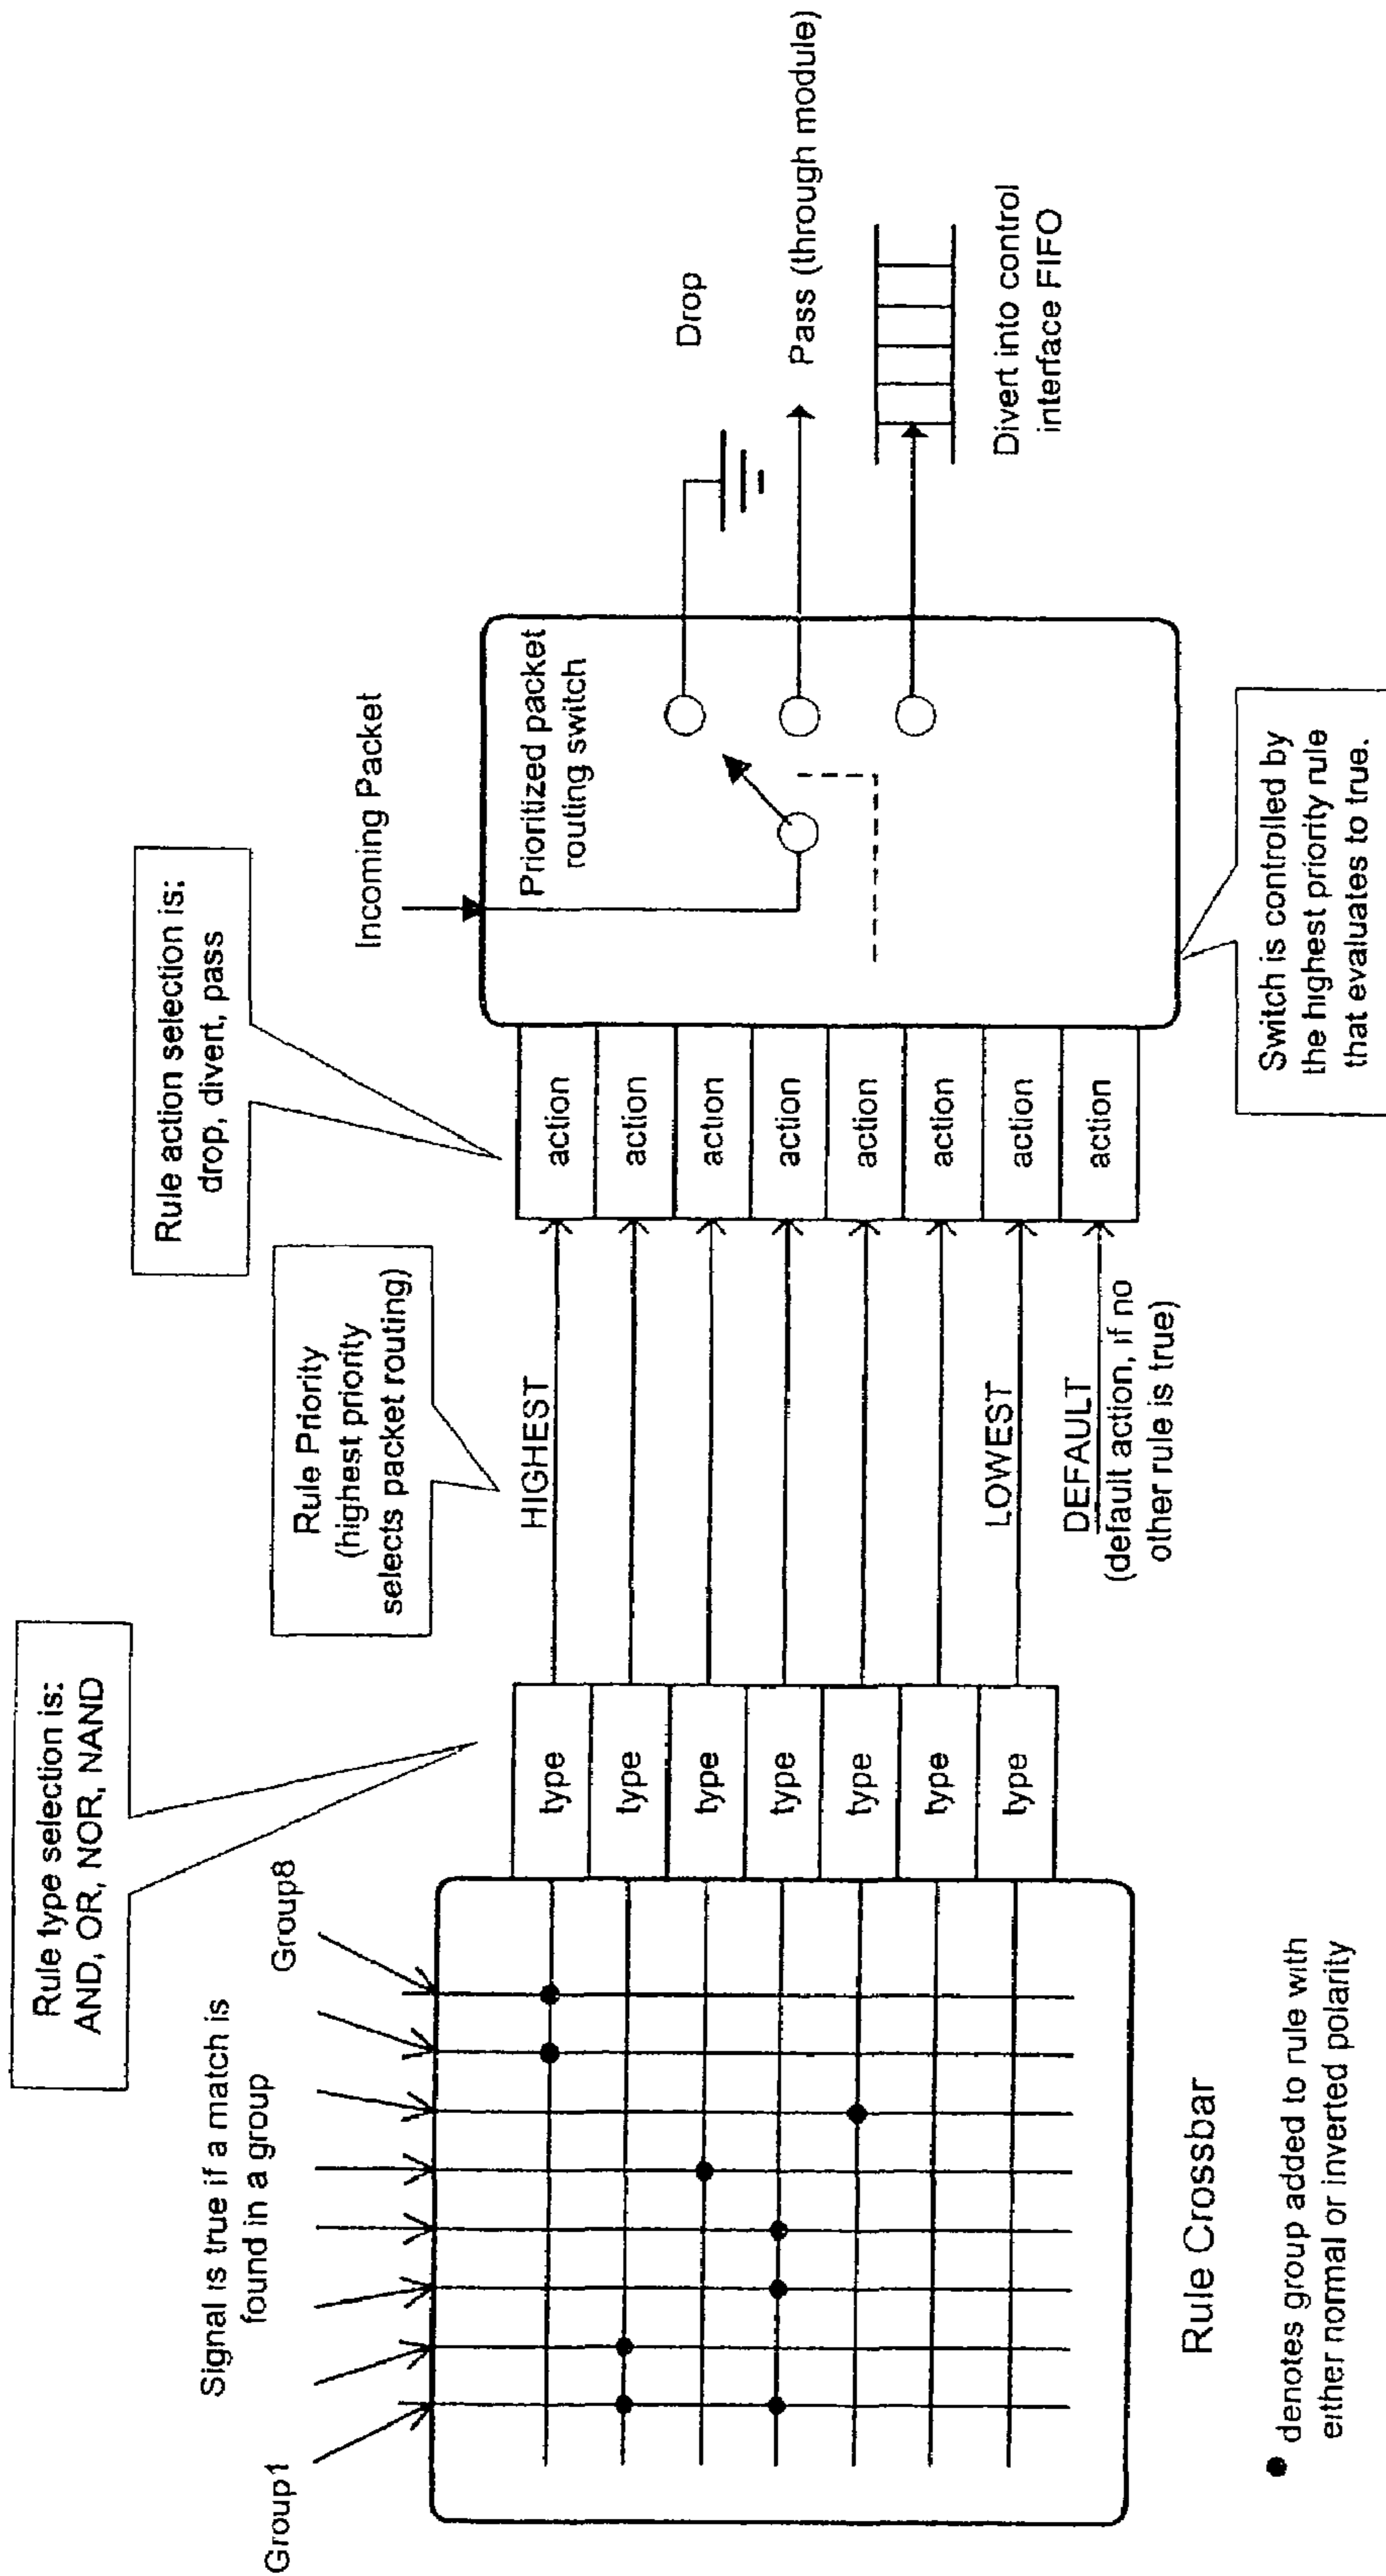 Rule type selection is:
AND, OR, NOR, NAND
Rule Priority
(highest priority
selects packet routing)
Rule action selection is:
drop, divert, pass
Signal is true if a match is
found in a group
Group1
Group8
Incoming Packet
HIGHEST
LOWEST
DEFAULT
(default action, if no
other rule is true)
type
type
type
type
type
type
type
action
action
action
action
action
action
action
action
Prioritized packet
routing switch
Drop
Pass (through module)
Divert into control
interface FIFO
Switch is controlled by
the highest priority rule
that evaluates to true.
Rule Crossbar
● denotes group added to rule with
either normal or inverted polarity